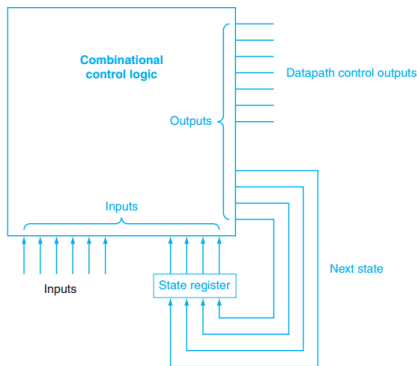 Combinational
control logic
Datapath control outputs
Outputs
Inputs
Inputs
State register
Next state